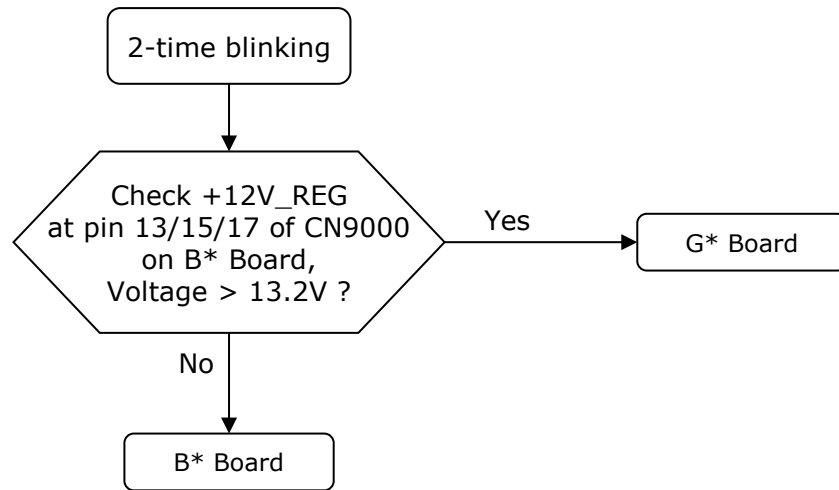 2-time blinking
Check +12V_REG
at pin 13/15/17 of CN9000
on B* Board,
Voltage > 13.2V ?
Yes
G* Board
No
B* Board